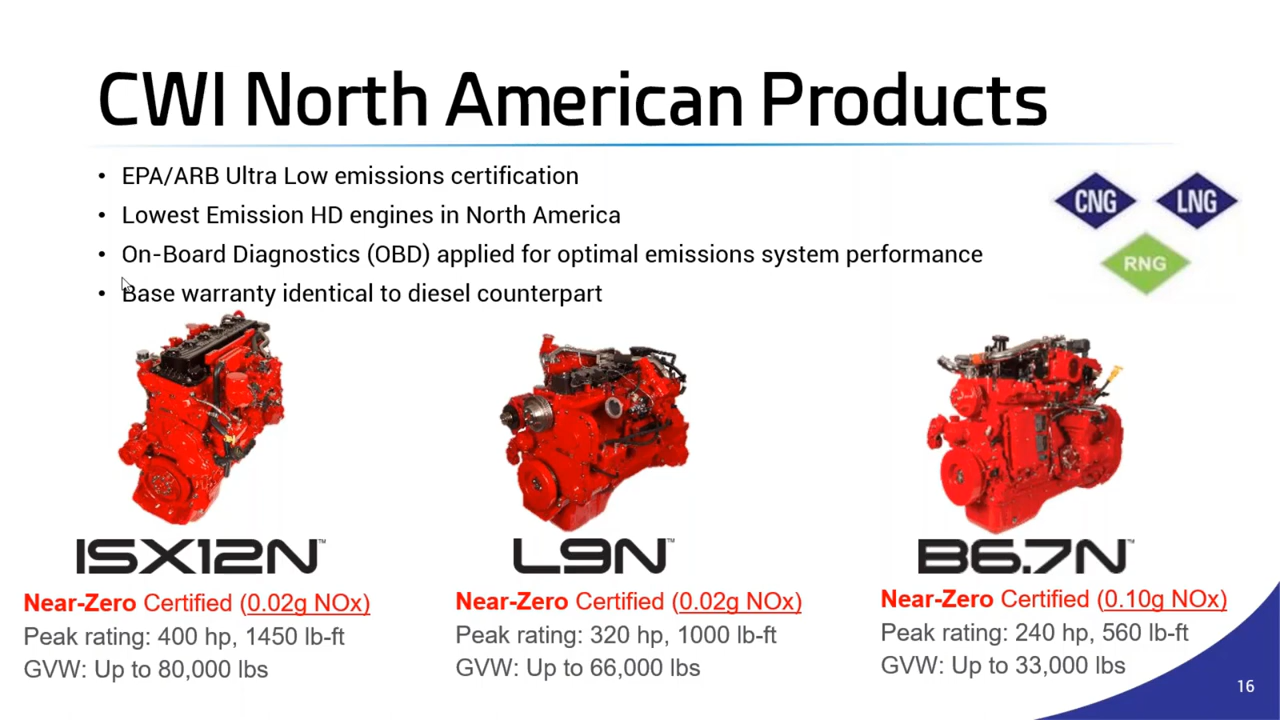 CWI North American Products
• EPA/ARB Ultra Low emissions certification
• Lowest Emission HD engines in North America
• On-Board Diagnostics (OBD) applied for optimal emissions system performance
• Base warranty identical to diesel counterpart
CNG
LNG
RNG
ISX12N™
Near-Zero Certified (0.02g NOx)
Peak rating: 400 hp, 1450 lb-ft
GVW: Up to 80,000 lbs
L9N™
Near-Zero Certified (0.02g NOx)
Peak rating: 320 hp, 1000 lb-ft
GVW: Up to 66,000 lbs
B6.7N™
Near-Zero Certified (0.10g NOx)
Peak rating: 240 hp, 560 lb-ft
GVW: Up to 33,000 lbs
16